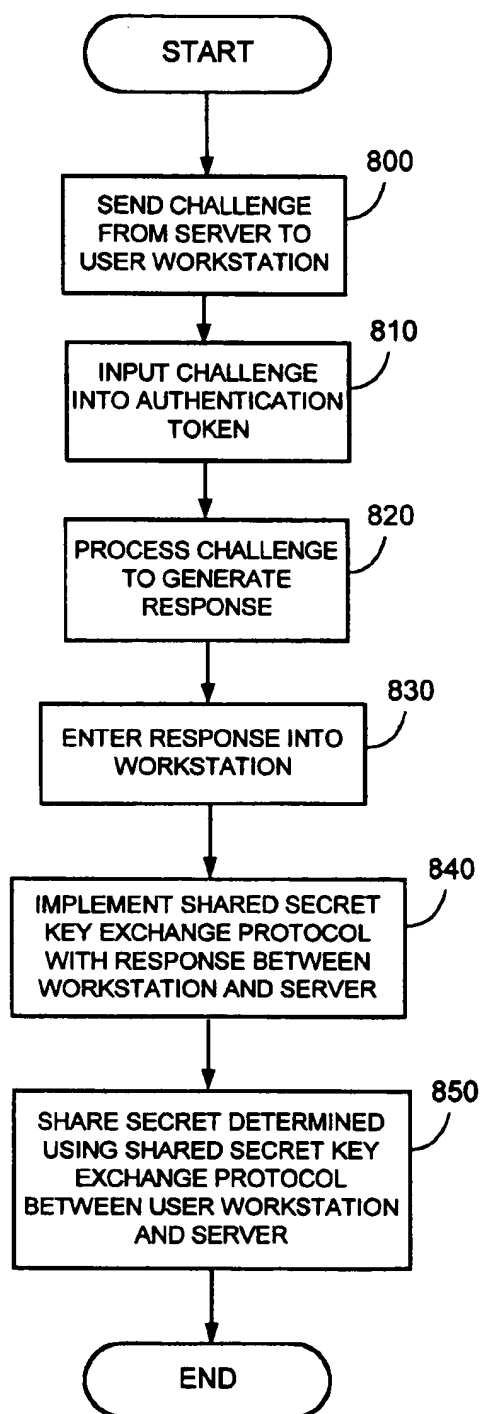 START
800
SEND CHALLENGE
FROM SERVER TO
USER WORKSTATION
810
INPUT CHALLENGE
INTO AUTHENTICATION
TOKEN
820
PROCESS CHALLENGE
TO GENERATE
RESPONSE
830
ENTER RESPONSE INTO
WORKSTATION
840
IMPLEMENT SHARED SECRET
KEY EXCHANGE PROTOCOL
WITH RESPONSE BETWEEN
WORKSTATION AND SERVER
850
SHARE SECRET DETERMINED
USING SHARED SECRET KEY
EXCHANGE PROTOCOL
BETWEEN USER WORKSTATION
AND SERVER
END